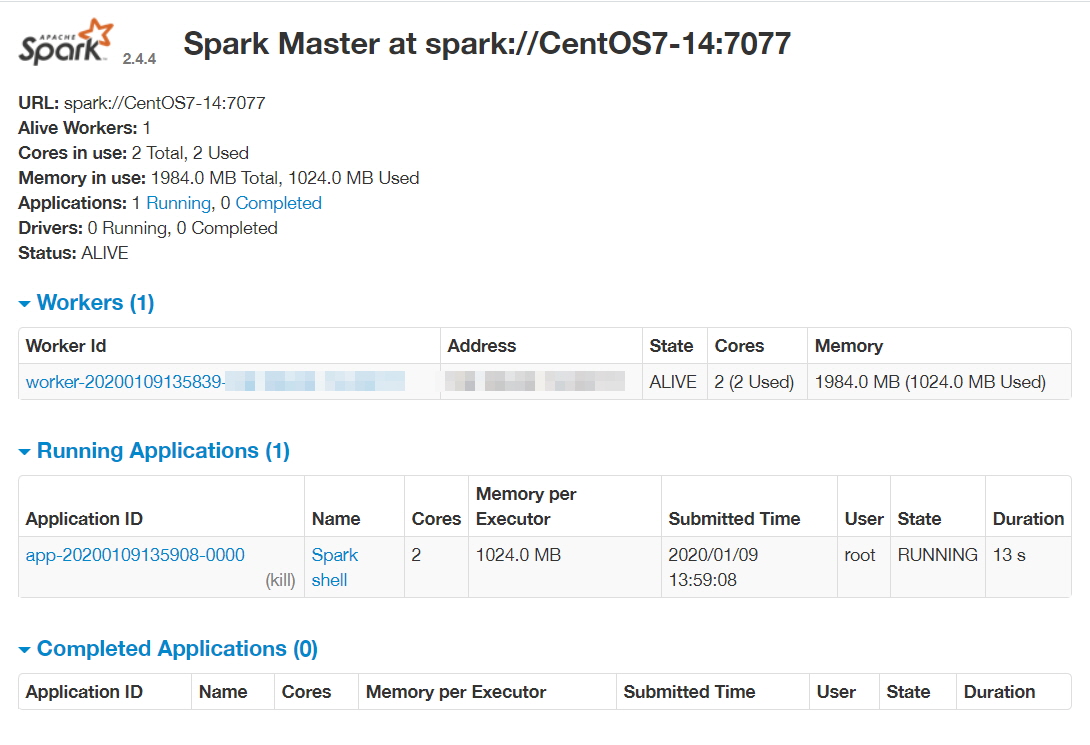 APACHE
Spark 2.4.4 Spark Master at spark://CentOS7-14:7077
URL: spark://CentOS7-14:7077
Alive Workers: 1
Cores in use: 2 Total, 2 Used
Memory in use: 1984.0 MB Total, 1024.0 MB Used
Applications: 1 Running, 0 Completed
Drivers: 0 Running, 0 Completed
Status: ALIVE
Workers (1)
Worker Id Address State Cores Memory
worker-20200109135839- ALIVE 2 (2 Used) 1984.0 MB (1024.0 MB Used)
Running Applications (1)
Memory per
Application ID Name Cores Executor Submitted Time User State Duration
app-20200109135908-0000 Spark 2 1024.0 MB 2020/01/09 root RUNNING 13 s
(kill) shell 13:59:08
Completed Applications (0)
Application ID Name Cores Memory per Executor Submitted Time User State Duration